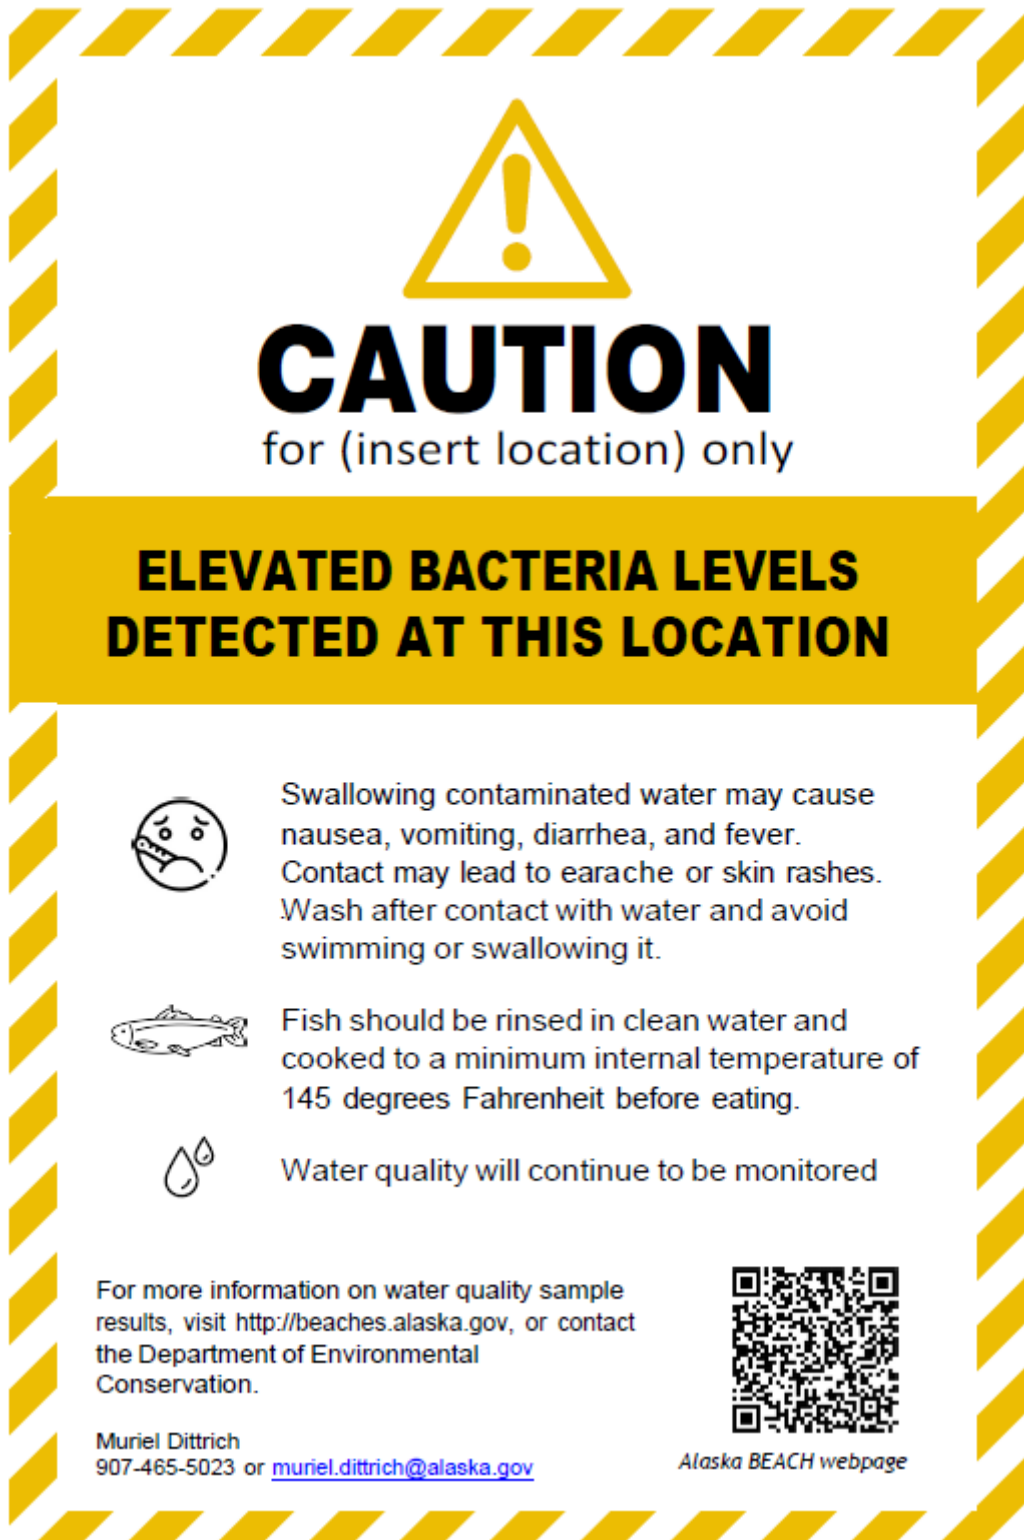 CAUTION
for (insert location) only
ELEVATED BACTERIA LEVELS
DETECTED AT THIS LOCATION
Swallowing contaminated water may cause
nausea, vomiting, diarrhea, and fever.
Contact may lead to earache or skin rashes.
Wash after contact with water and avoid
swimming or swallowing it.
Fish should be rinsed in clean water and
cooked to a minimum internal temperature of
145 degrees Fahrenheit before eating.
Water quality will continue to be monitored
For more information on water quality sample
results, visit http://beaches.alaska.gov, or contact
the Department of Environmental
Conservation.
Muriel Dittrich
907-465-5023 or muriel.dittrich@alaska.gov
Alaska BEACH webpage